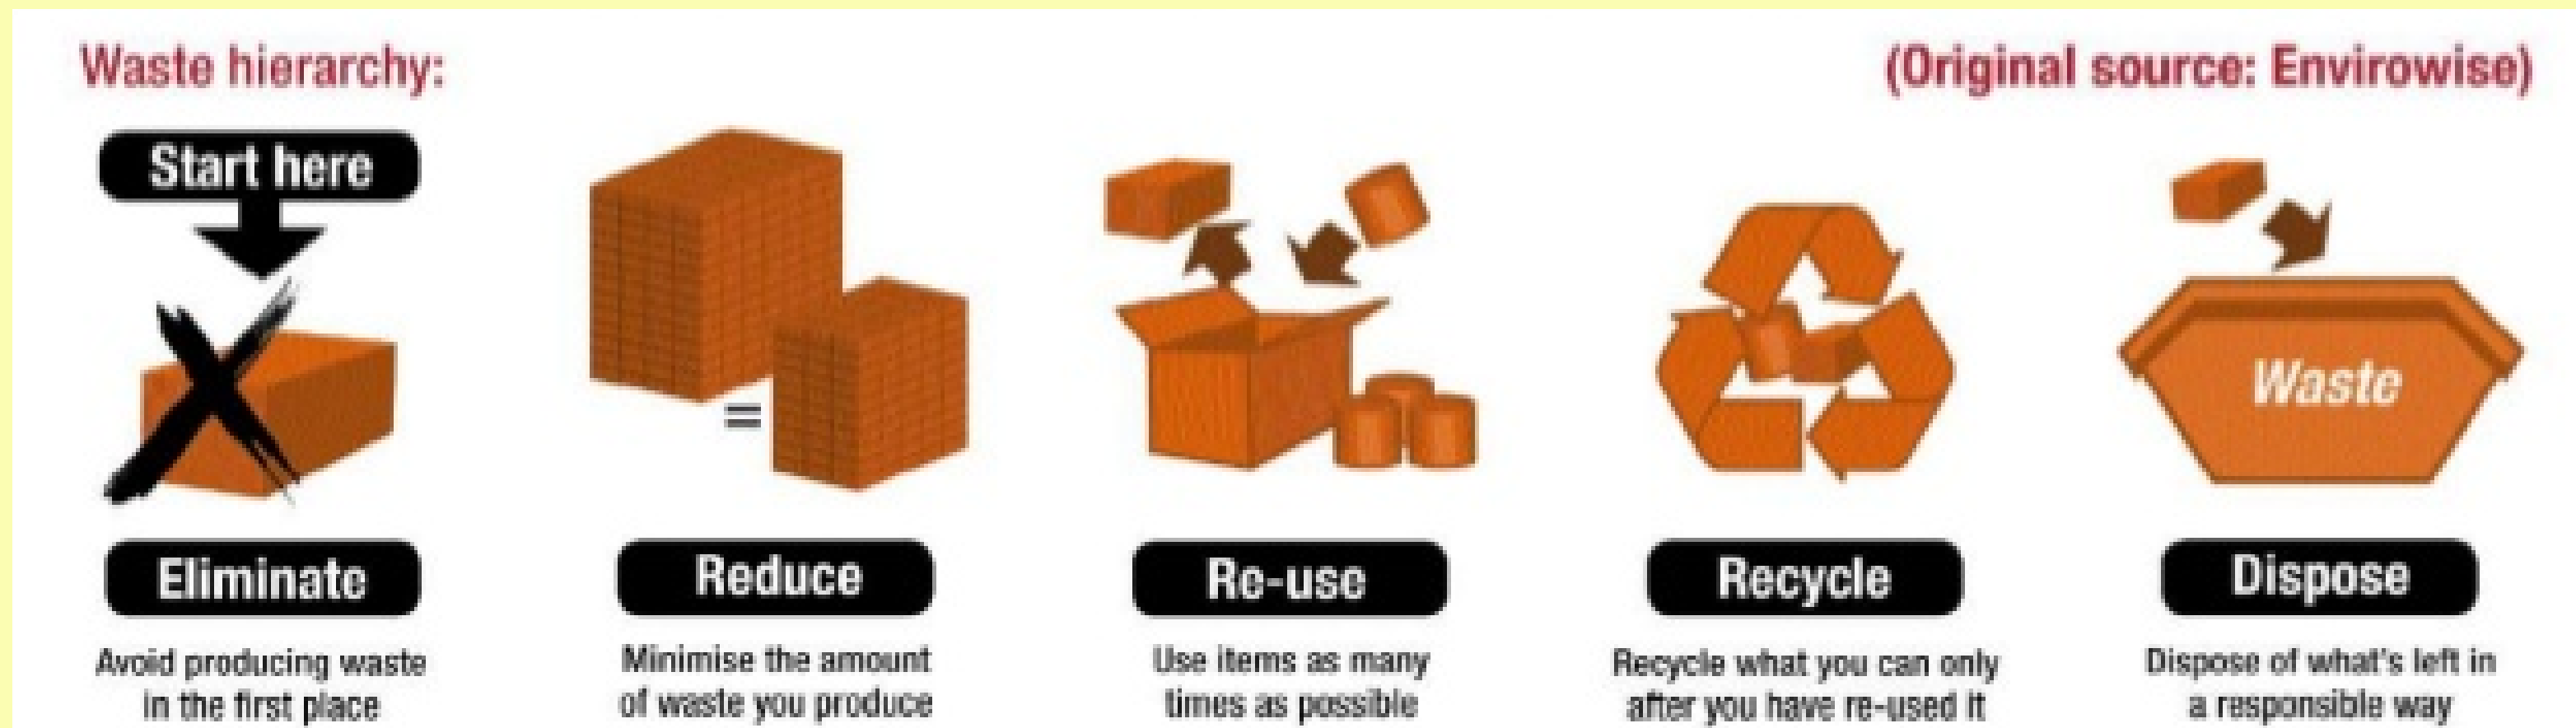 Waste hierarchy:
(Original source: Envirowise)
Start here
=
Waste
Eliminate
Reduce
Re-use
Recycle
Dispose
Avoid producing waste
in the first place
Minimise the amount
of waste you produce
Use items as many
times as possible
Recycle what you can only
after you have re-used it
Dispose of what's left in
a responsible way